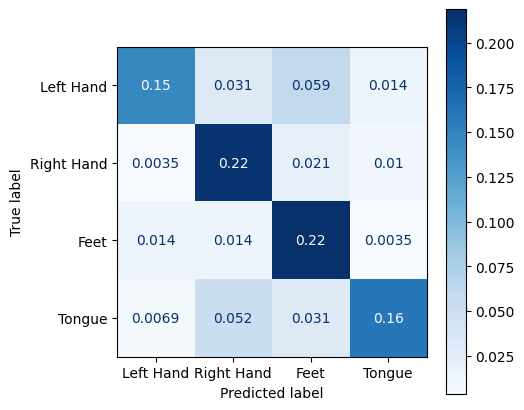 Left Hand 0.15 0.031 0.059 0.014
Right Hand 0.0035 0.22 0.021 0.01
Feet 0.014 0.014 0.22 0.0035
Tongue 0.0069 0.052 0.031 0.16
Left Hand Right Hand Feet Tongue
Predicted label
True label
0.200
0.175
0.150
0.125
0.100
0.075
0.050
0.025